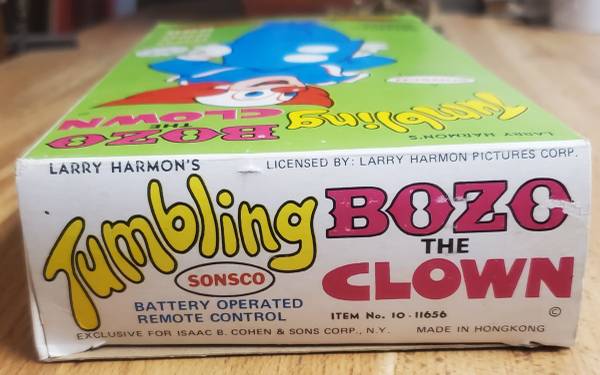 LARRY HARMON'S
Tumbling
BOZO
THE
CLOWN
LARRY HARMON'S
LICENSED BY: LARRY HARMON PICTURES CORP.
Tumbling
BOZO
THE
CLOWN
SONSCO
BATTERY OPERATED
REMOTE CONTROL
ITEM No. 10-11656
©
EXCLUSIVE FOR ISAAC B. COHEN & SONS CORP., N.Y.
MADE IN HONGKONG